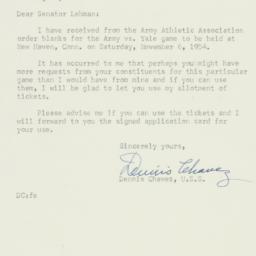 Dear Senator Lehman:
I have received from the Army Athletic Association
order blanks for the Army vs. Yale game to be held at
New Haven, Conn. on Saturday, November 6, 1954.
It has occurred to me that perhaps you might have
more requests from your constituents for this particular
game than I would have from mine and if you can use
them, I will be glad to let you use my allotment of
tickets.
Please advise me if you can use the tickets and I
will forward to you the signed application card for
your use.
Sincerely yours,
Dennis Chavez
Dennis Chavez, U.S.S.
DC:fs